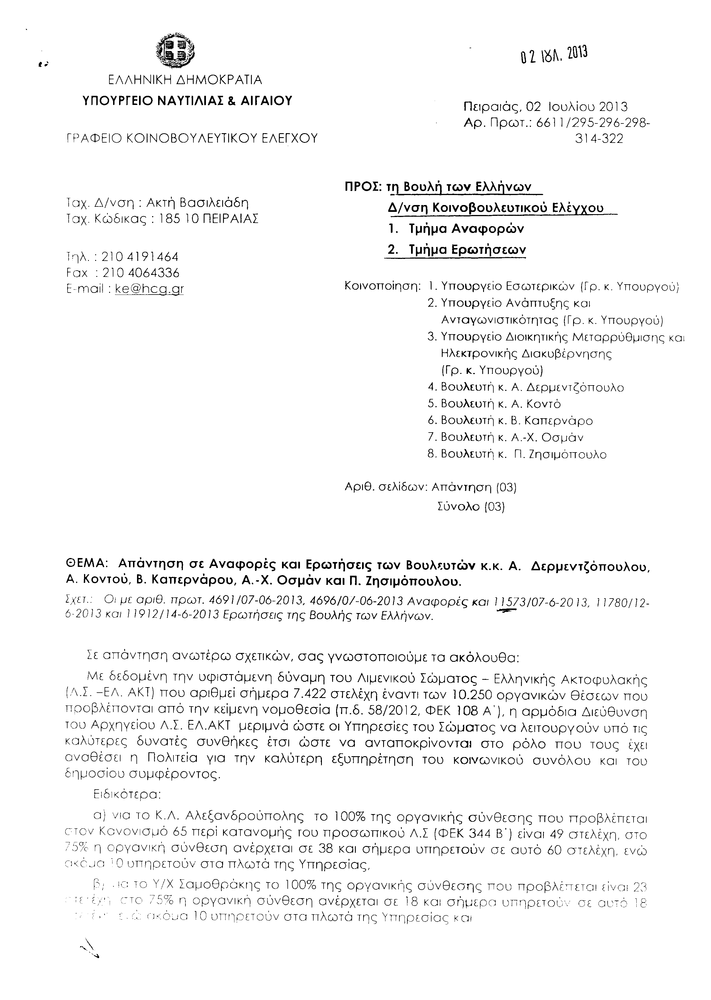 02 ΙΟΥΛ. 2013
ΕΛΛΗΝΙΚΗ ΔΗΜΟΚΡΑΤΙΑ
ΥΠΟΥΡΓΕΙΟ ΝΑΥΤΙΛΙΑΣ & ΑΙΓΑΙΟΥ
ΓΡΑΦΕΙΟ ΚΟΙΝΟΒΟΥΛΕΥΤΙΚΟΥ ΕΛΕΓΧΟΥ
Πειραιάς, 02 Ιουλίου 2013
Αρ. Πρωτ.: 6611/295-296-298-
314-322
Ταχ. Δ/νση : Ακτή Βασιλειάδη
Ταχ. Κώδικας : 185 10 ΠΕΙΡΑΙΑΣ
Τηλ. : 210 4191464
Fax : 210 4064336
E-mail : ke@hcg.gr
ΠΡΟΣ: τη Βουλή των Ελλήνων
Δ/νση Κοινοβουλευτικού Ελέγχου
1. Τμήμα Αναφορών
2. Τμήμα Ερωτήσεων
Κοινοποίηση: 1. Υπουργείο Εσωτερικών (Γρ. κ. Υπουργού)
2. Υπουργείο Ανάπτυξης και
Ανταγωνιστικότητας (Γρ. κ. Υπουργού)
3. Υπουργείο Διοικητικής Μεταρρύθμισης και
Ηλεκτρονικής Διακυβέρνησης
(Γρ. κ. Υπουργού)
4. Βουλευτή κ. Α. Δερμεντζόπουλο
5. Βουλευτή κ. Α. Κοντό
6. Βουλευτή κ. Β. Καπερνάρο
7. Βουλευτή κ. Α.-Χ. Οσμάν
8. Βουλευτή κ. Π. Ζησιμόπουλο
Αριθ. σελίδων: Απάντηση (03)
Σύνολο (03)
ΘΕΜΑ: Απάντηση σε Αναφορές και Ερωτήσεις των Βουλευτών κ.κ. Α. Δερμεντζόπουλου,
Α. Κοντού, Β. Καπερνάρου, Α.-Χ. Οσμάν και Π. Ζησιμόπουλου.
Σχετ.: Οι με αριθ. πρωτ. 4691/07-06-2013, 4696/07-06-2013 Αναφορές και 11573/07-6-2013, 11780/12-
6-2013 και 11912/14-6-2013 Ερωτήσεις της Βουλής των Ελλήνων.
Σε απάντηση ανωτέρω σχετικών, σας γνωστοποιούμε τα ακόλουθα:
Με δεδομένη την υφιστάμενη δύναμη του Λιμενικού Σώματος – Ελληνικής Ακτοφυλακής
(Λ.Σ. –ΕΛ. ΑΚΤ) που αριθμεί σήμερα 7.422 στελέχη έναντι των 10.250 οργανικών θέσεων που
προβλέπονται από την κείμενη νομοθεσία (π.δ. 58/2012, ΦΕΚ 108 Α΄), η αρμόδια Διεύθυνση
του Αρχηγείου Λ.Σ. ΕΛ.ΑΚΤ μεριμνά ώστε οι Υπηρεσίες του Σώματος να λειτουργούν υπό τις
καλύτερες δυνατές συνθήκες έτσι ώστε να ανταποκρίνονται στο ρόλο που τους έχει
αναθέσει η Πολιτεία για την καλύτερη εξυπηρέτηση του κοινωνικού συνόλου και του
δημοσίου συμφέροντος.
Ειδικότερα:
α) για το Κ.Λ. Αλεξανδρούπολης το 100% της οργανικής σύνθεσης που προβλέπεται
στον Κανονισμό 65 περί κατανομής του προσωπικού Λ.Σ (ΦΕΚ 344 Β΄) είναι 49 στελέχη, στο
75% η οργανική σύνθεση ανέρχεται σε 38 και σήμερα υπηρετούν σε αυτό 60 στελέχη, ενώ
ακόμα 10 υπηρετούν στα πλωτά της Υπηρεσίας,
β) για το Υ/Χ Σαμοθράκης το 100% της οργανικής σύνθεσης που προβλέπεται είναι 23
στελέχη στο 75% η οργανική σύνθεση ανέρχεται σε 18 και σήμερα υπηρετούν σε αυτό 18
ενώ ακόμα 10 υπηρετούν στα πλωτά της Υπηρεσίας και